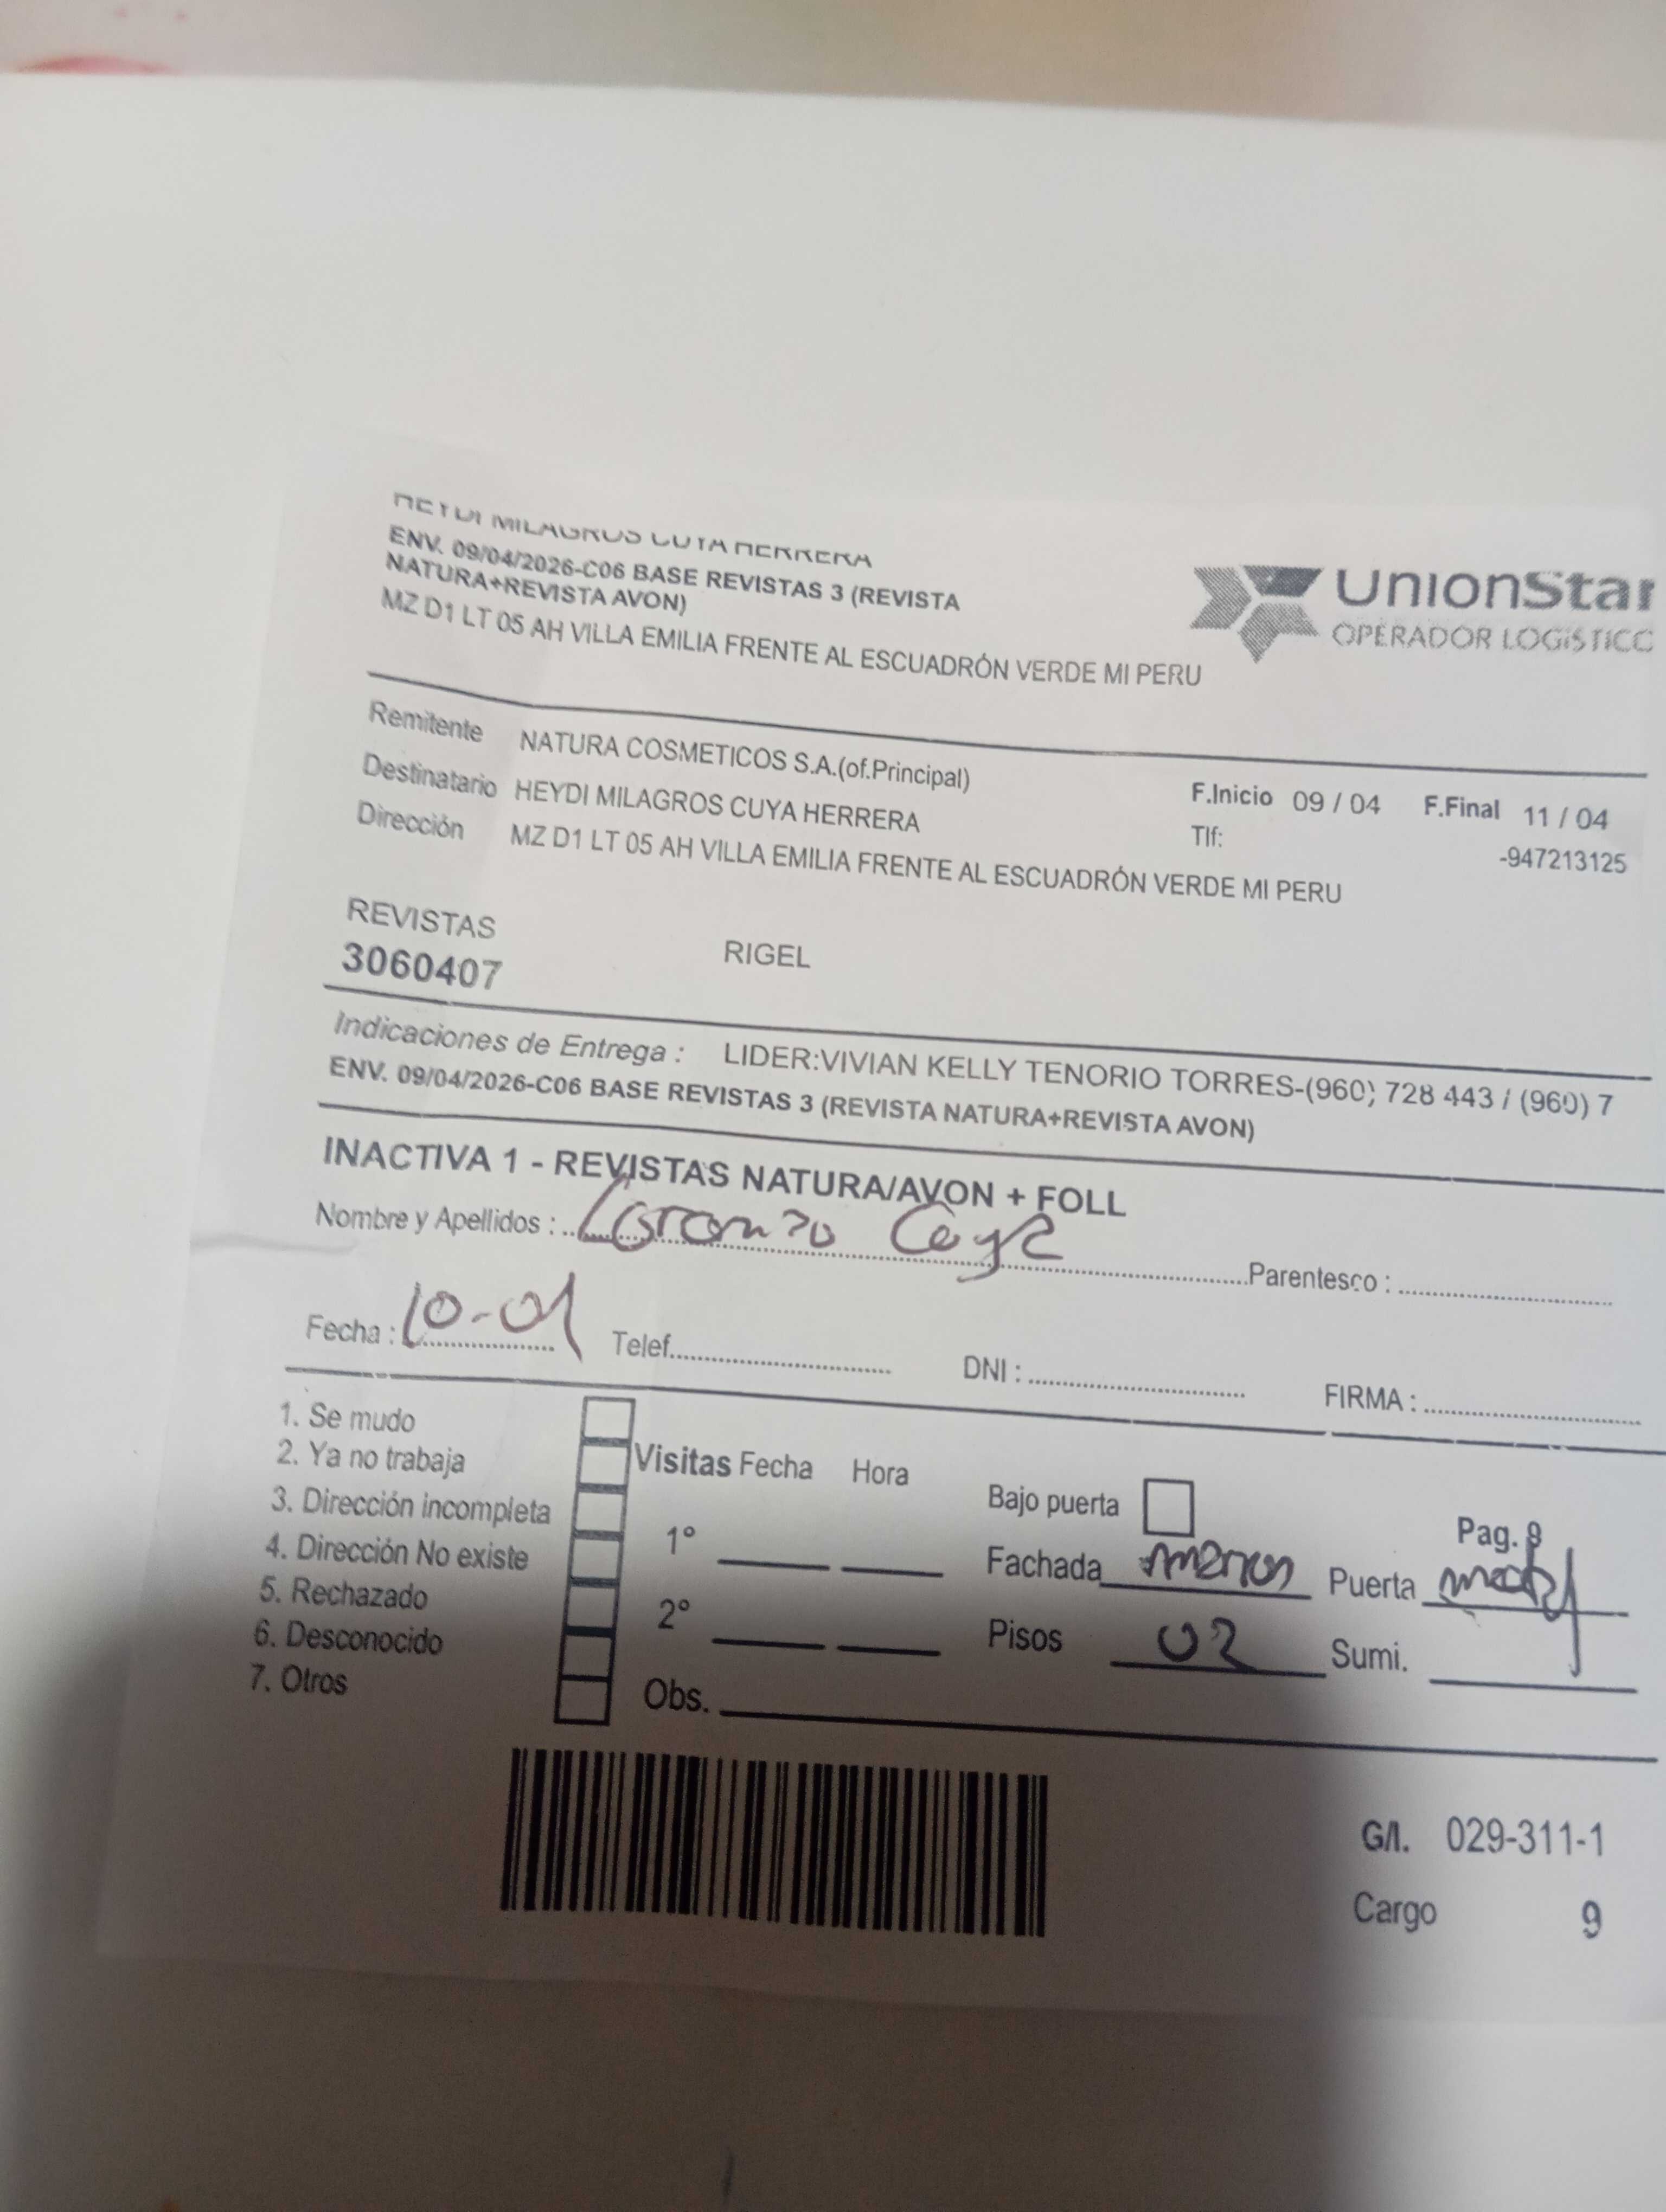 HEYDI MILAGROS CUYA HERRERA
ENV. 09/04/2026-C06 BASE REVISTAS 3 (REVISTA
NATURA+REVISTA AVON)
MZ D1 LT 05 AH VILLA EMILIA FRENTE AL ESCUADRÓN VERDE MI PERU
UnionStar
OPERADOR LOGíSTICO
Remitente NATURA COSMETICOS S.A.(of.Principal)
Destinatario HEYDI MILAGROS CUYA HERRERA F.Inicio 09 / 04 F.Final 11 / 04
Dirección MZ D1 LT 05 AH VILLA EMILIA FRENTE AL ESCUADRÓN VERDE MI PERU Tlf: -947213125
REVISTAS RIGEL
3060407
Indicaciones de Entrega : LIDER:VIVIAN KELLY TENORIO TORRES-(960) 728 443 / (960) 7
ENV. 09/04/2026-C06 BASE REVISTAS 3 (REVISTA NATURA+REVISTA AVON)
INACTIVA 1 - REVISTAS NATURA/AVON + FOLL
Nombre y Apellidos : Parentesco :
Fecha : 10-04 Telef. DNI : FIRMA :
1. Se mudo
2. Ya no trabaja Visitas Fecha Hora
3. Dirección incompleta Bajo puerta Pag. 9
4. Dirección No existe 1° Fachada Puerta
5. Rechazado
6. Desconocido 2° Pisos 02 Sumi.
7. Otros Obs.
G/I. 029-311-1
Cargo 9